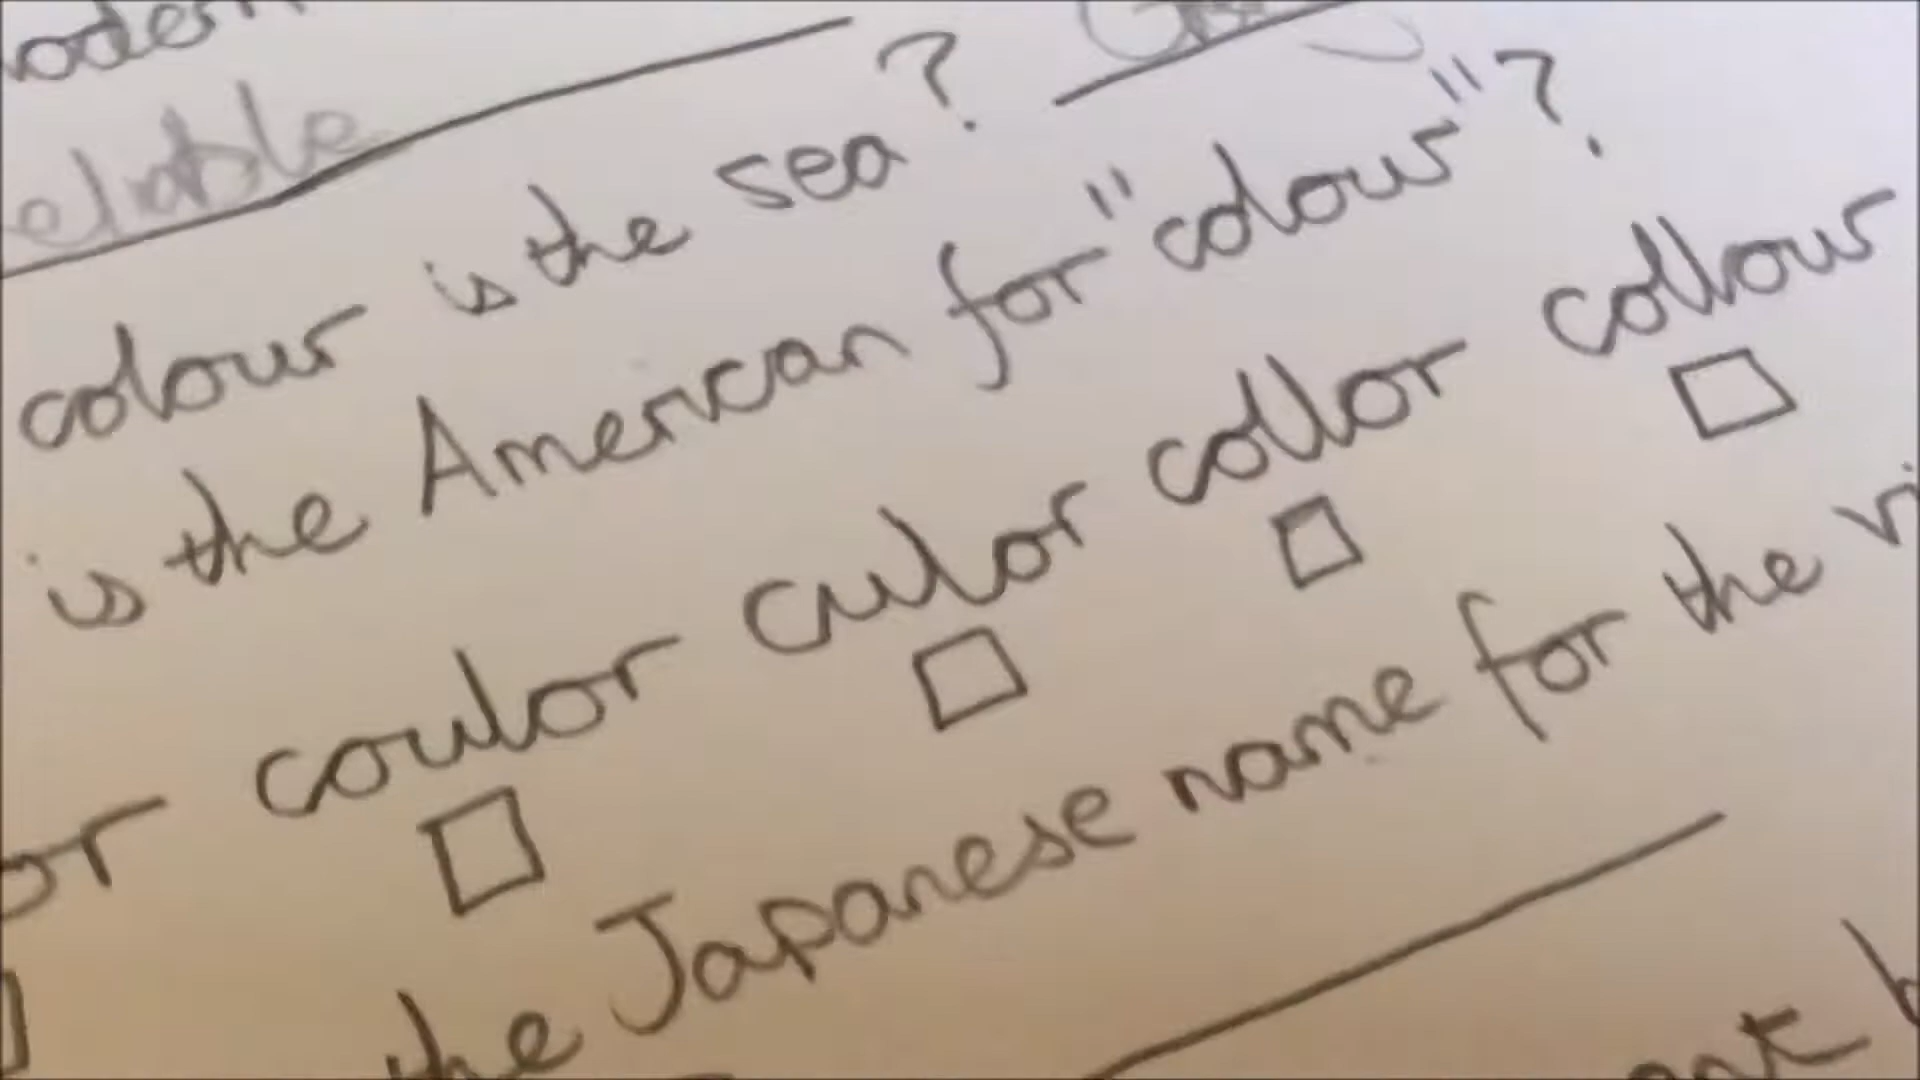 elable
colour is the sea?
is the American for "colour"?
or coulor culor collor collour
the Japanese name for the